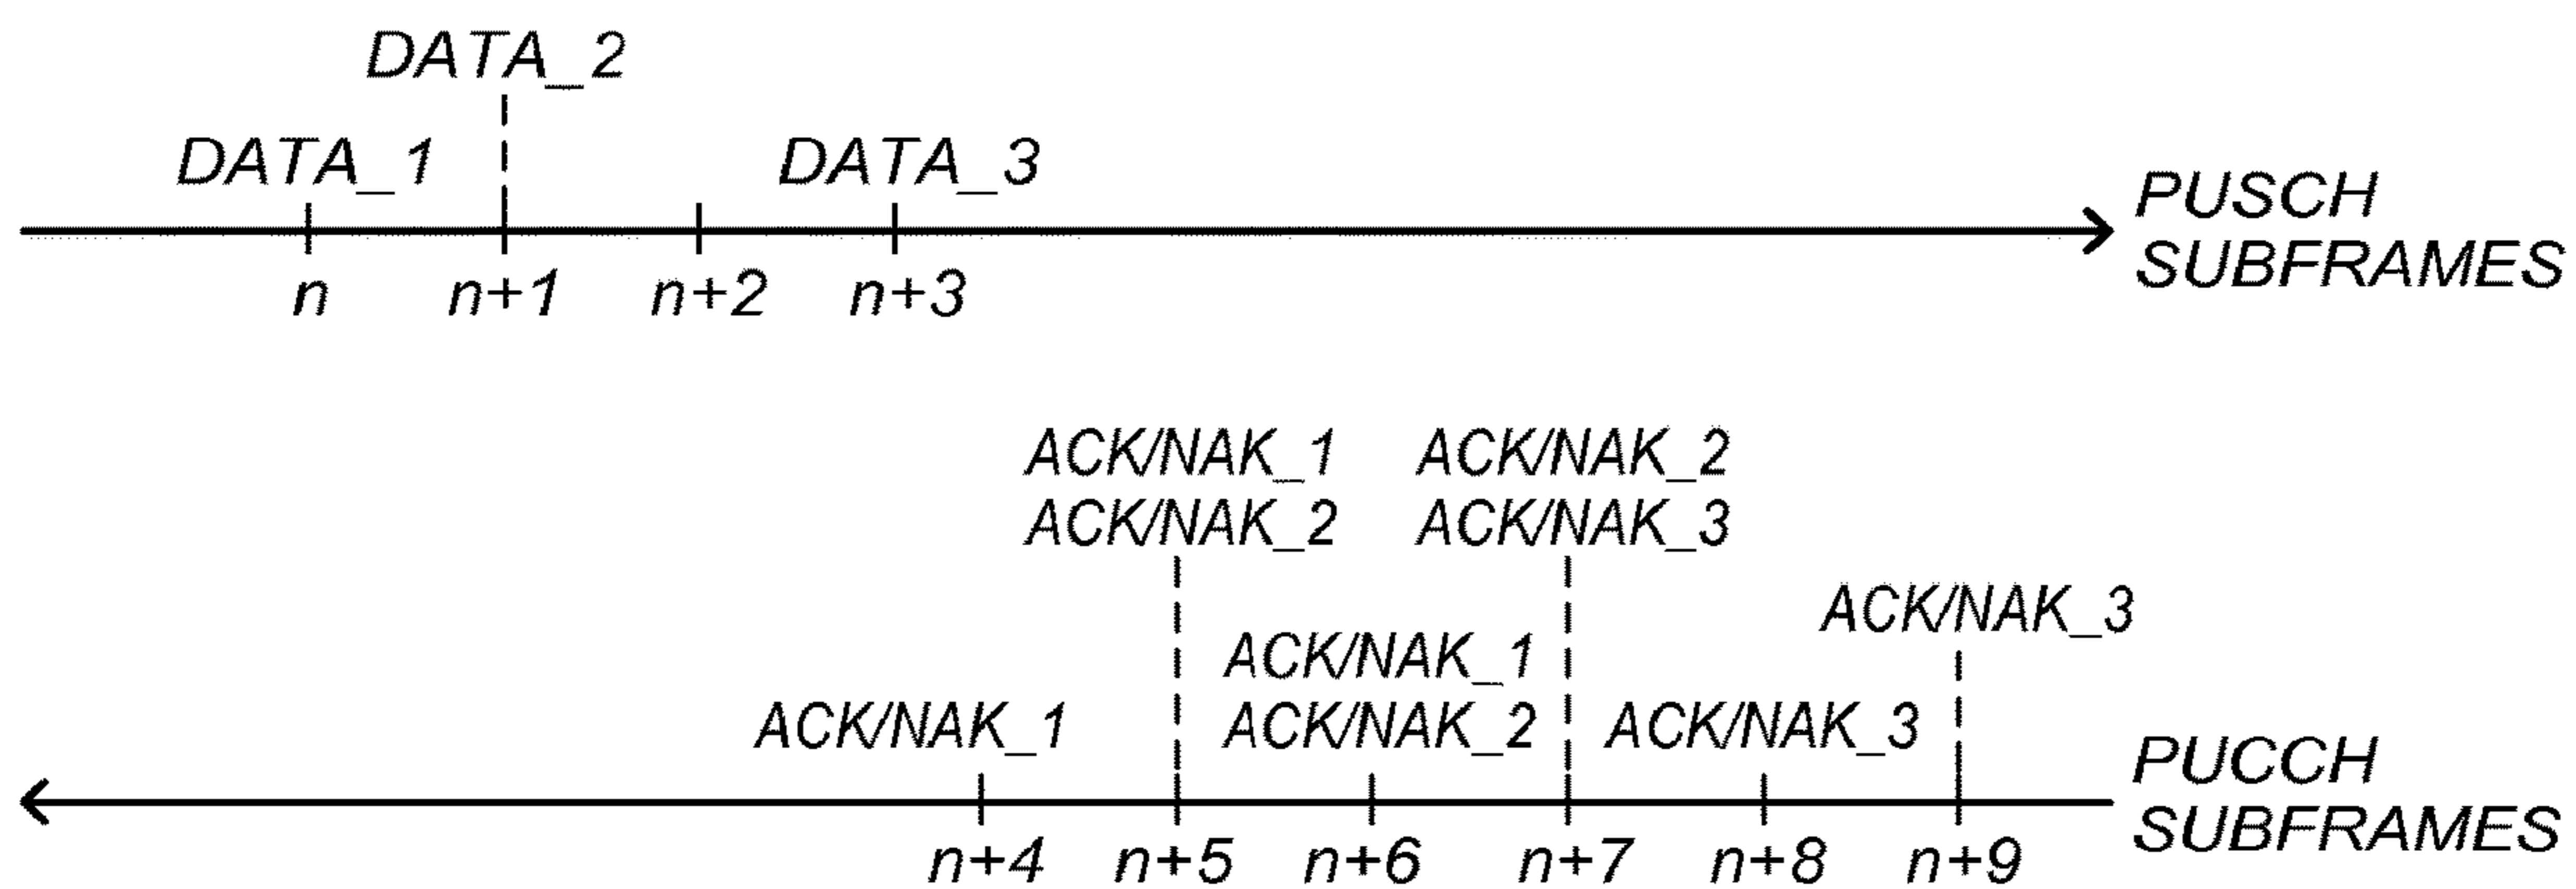 DATA_2
DATA_1
DATA_3
PUSCH
SUBFRAMES
n
n+1
n+2
n+3
ACK/NAK_1
ACK/NAK_2
ACK/NAK_2
ACK/NAK_3
ACK/NAK_3
ACK/NAK_1
ACK/NAK_1
ACK/NAK_2
ACK/NAK_3
PUCCH
SUBFRAMES
n+4
n+5
n+6
n+7
n+8
n+9